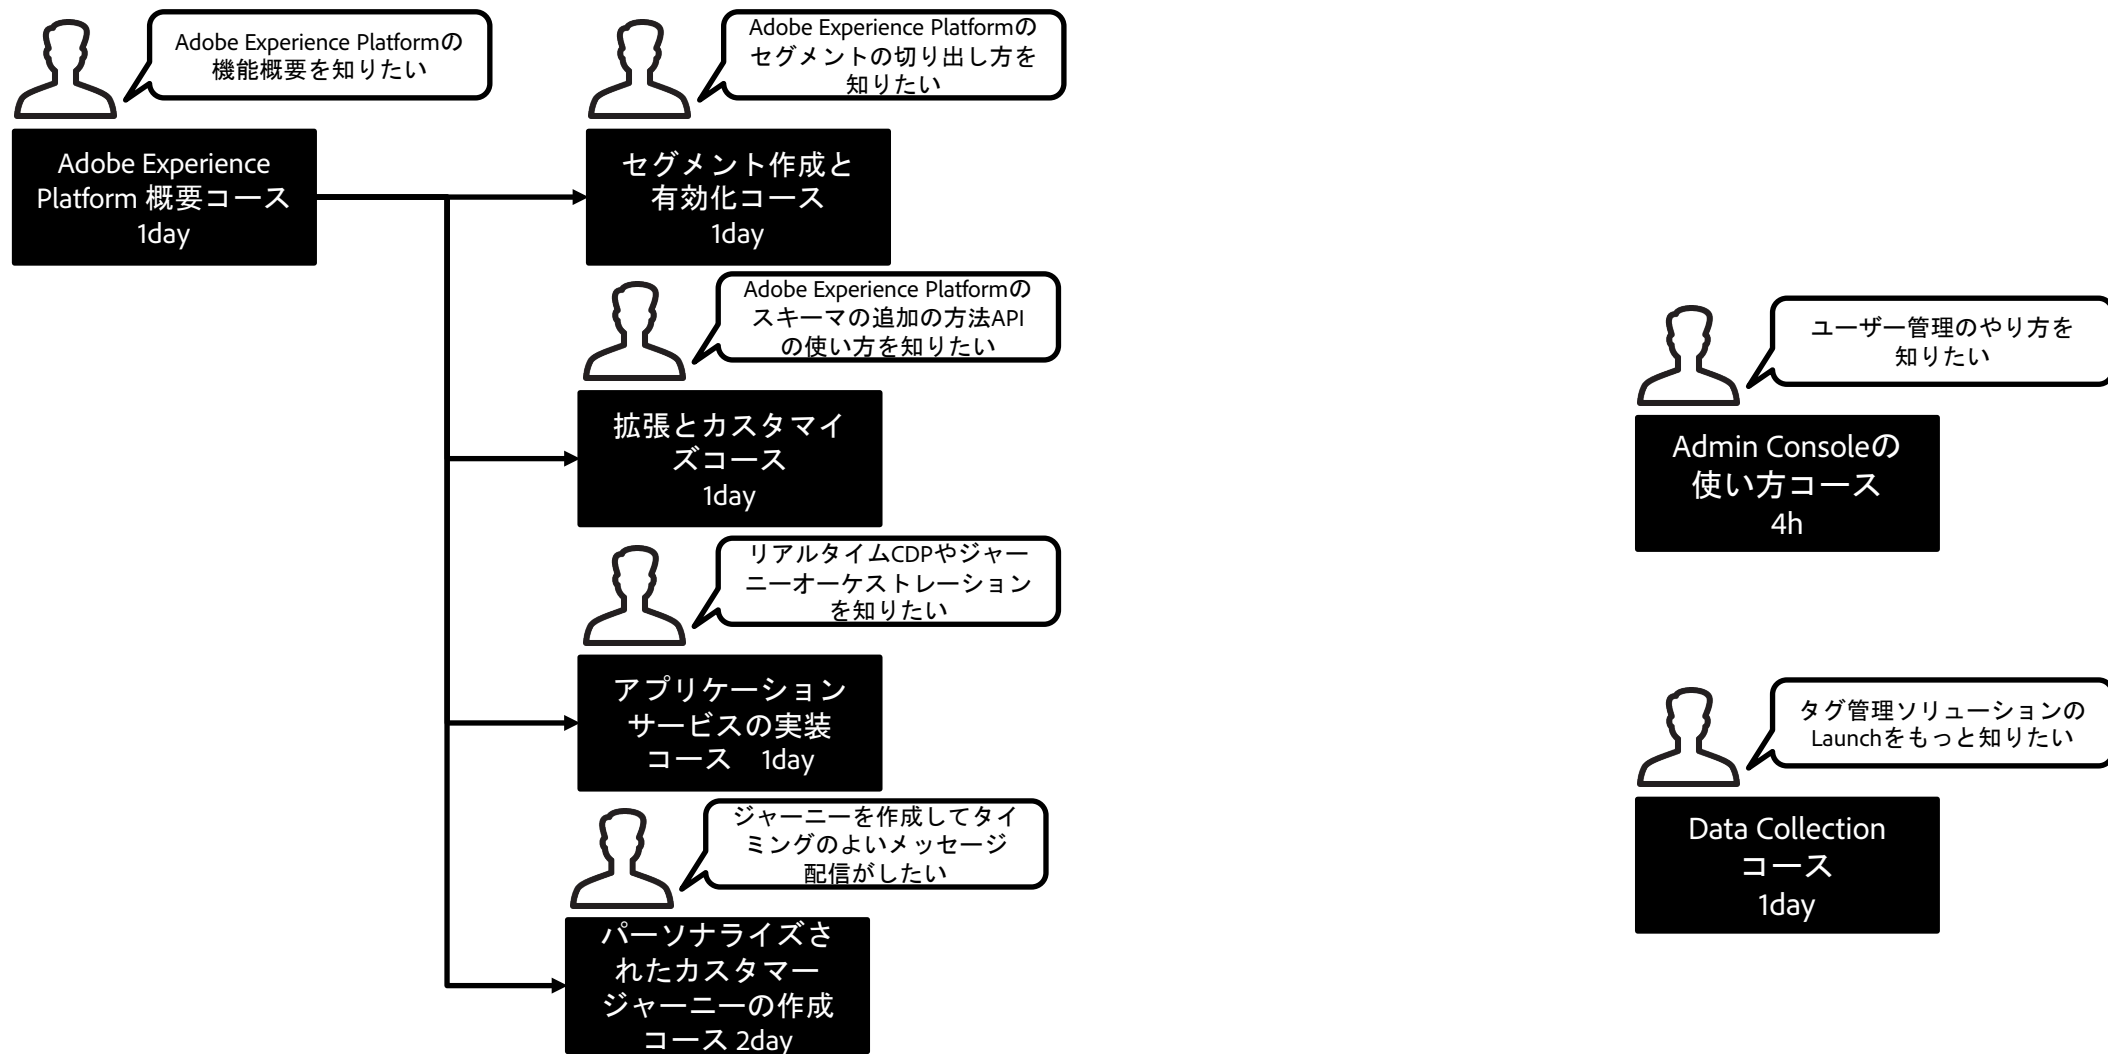 Adobe Experience Platformの
機能概要を知りたい
Adobe Experience
Platform 概要コース
1day
Adobe Experience Platformの
セグメントの切り出し方を
知りたい
セグメント作成と
有効化コース
1day
Adobe Experience Platformの
スキーマの追加の方法API
の使い方を知りたい
拡張とカスタマイ
ズコース
1day
リアルタイムCDPやジャー
ニーオーケストレーション
を知りたい
アプリケーション
サービスの実装
コース　1day
ジャーニーを作成してタイ
ミングのよいメッセージ
配信がしたい
パーソナライズさ
れたカスタマー
ジャーニーの作成
コース 2day
ユーザー管理のやり方を
知りたい
Admin Consoleの
使い方コース
4h
タグ管理ソリューションの
Launchをもっと知りたい
Data Collection
コース
1day